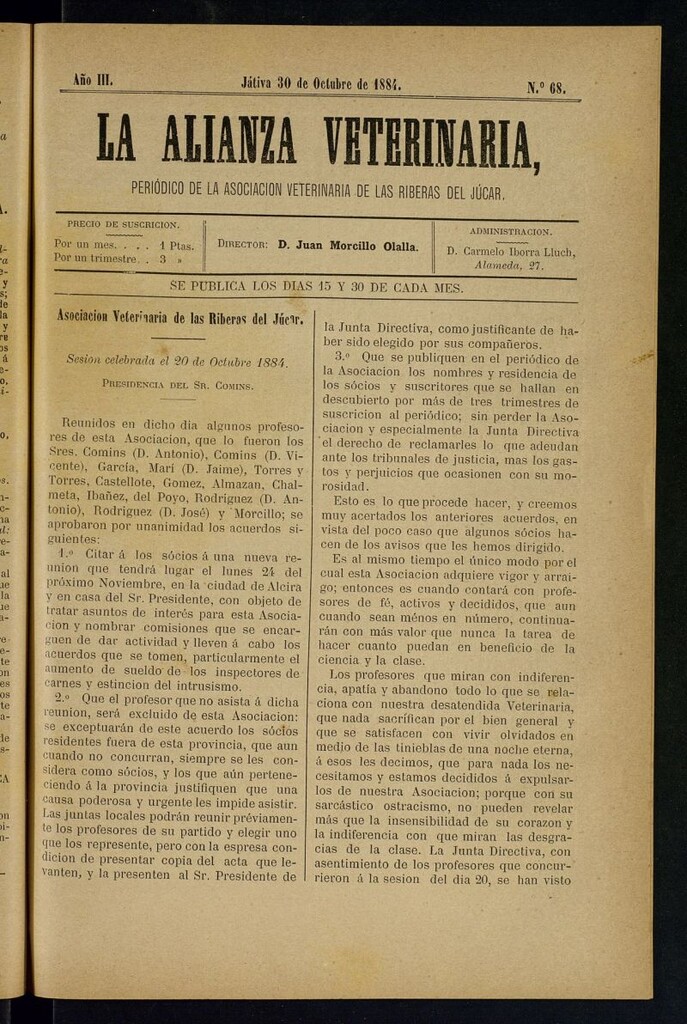 Año III.
Játiva 30 de Octubre de 1884.
N.º 68.
LA ALIANZA VETERINARIA,
PERIÓDICO DE LA ASOCIACION VETERINARIA DE LAS RIBERAS DEL JÚCAR.
PRECIO DE SUSCRICION.
Por un mes. . . . 1 Ptas.
Por un trimestre. . 3 »
DIRECTOR: D. Juan Morcillo Olalla.
ADMINISTRACION.
D. Carmelo Iborra Lluch,
Alameda, 27.
SE PUBLICA LOS DIAS 15 Y 30 DE CADA MES.
Asociacion Veterinaria de las Riberas del Júcar.
Sesion celebrada el 20 de Octubre 1884.
PRESIDENCIA DEL SR. COMINS.
Reunidos en dicho dia algunos profeso-
res de esta Asociacion, que lo fueron los
Sres. Comins (D. Antonio), Comins (D. Vi-
cente), García, Marí (D. Jaime), Torres y
Torres, Castellote, Gomez, Almazan, Chal-
meta, Ibañez, del Poyo, Rodriguez (D. An-
tonio), Rodriguez (D. José) y Morcillo; se
aprobaron por unanimidad los acuerdos si-
guientes:
1.º Citar á los sócios á una nueva re-
union que tendrá lugar el lunes 24 del
próximo Noviembre, en la ciudad de Alcira
y en casa del Sr. Presidente, con objeto de
tratar asuntos de interés para esta Asocia-
cion y nombrar comisiones que se encar-
guen de dar actividad y lleven á cabo los
acuerdos que se tomen, particularmente el
aumento de sueldo de los inspectores de
carnes y estincion del intrusismo.
2.º Que el profesor que no asista á dicha
reunion, será excluido de esta Asociacion:
se exceptuarán de este acuerdo los sócios
residentes fuera de esta provincia, que aun
cuando no concurran, siempre se les con-
sidera como sócios, y los que aún pertene-
ciendo á la provincia justifiquen que una
causa poderosa y urgente les impide asistir.
Las juntas locales podrán reunir préviamen-
te los profesores de su partido y elegir uno
que los represente, pero con la espresa con-
dicion de presentar copia del acta que le-
vanten, y la presenten al Sr. Presidente de
la Junta Directiva, como justificante de ha-
ber sido elegido por sus compañeros.
3.º Que se publiquen en el periódico de
la Asociacion los nombres y residencia de
los sócios y suscritores que se hallan en
descubierto por más de tres trimestres de
suscricion al periódico; sin perder la Aso-
ciacion y especialmente la Junta Directiva
el derecho de reclamarles lo que adeudan
ante los tribunales de justicia, mas los gas-
tos y perjuicios que ocasionen con su mo-
rosidad.
Esto es lo que procede hacer, y creemos
muy acertados los anteriores acuerdos, en
vista del poco caso que algunos sócios ha-
cen de los avisos que les hemos dirigido.
Es al mismo tiempo el único modo por el
cual esta Asociacion adquiere vigor y arrai-
go; entonces es cuando contará con profe-
sores de fé, activos y decididos, que aun
cuando sean ménos en número, continua-
rán con más valor que nunca la tarea de
hacer cuanto puedan en beneficio de la
ciencia y la clase.
Los profesores que miran con indiferen-
cia, apatía y abandono todo lo que se rela-
ciona con nuestra desatendida Veterinaria,
que nada sacrifican por el bien general y
que se satisfacen con vivir olvidados en
medio de las tinieblas de una noche eterna,
á esos les decimos, que para nada los ne-
cesitamos y estamos decididos á expulsar-
los de nuestra Asociacion; porque con su
sarcástico ostracismo, no pueden revelar
más que la insensibilidad de su corazon y
la indiferencia con que miran las desgra-
cias de la clase. La Junta Directiva, con
asentimiento de los profesores que concur-
rieron á la sesion del dia 20, se han visto